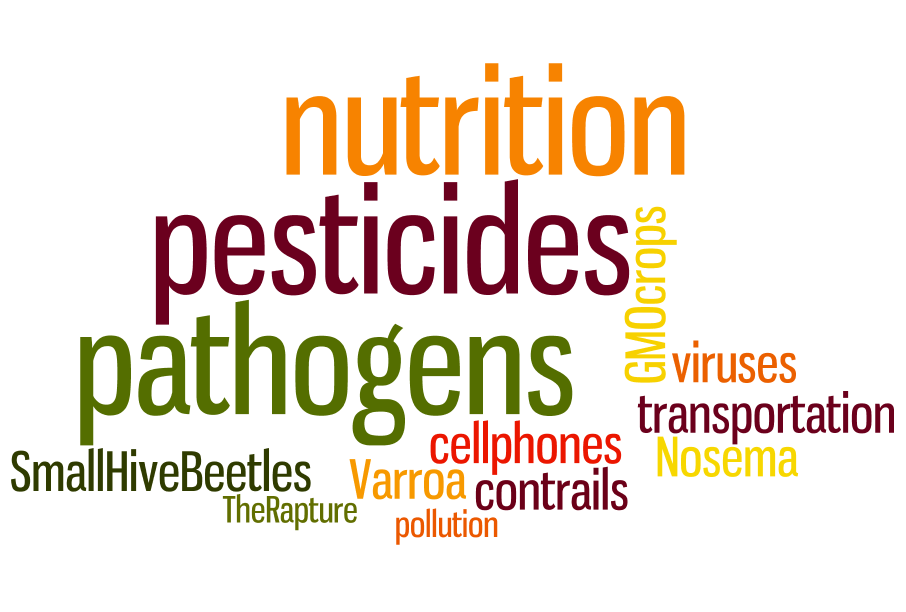 nutrition
pesticides
GMOcrops
pathogens
viruses
transportation
cellphones
Nosema
SmallHiveBeetles
Varroa
contrails
TheRapture
pollution